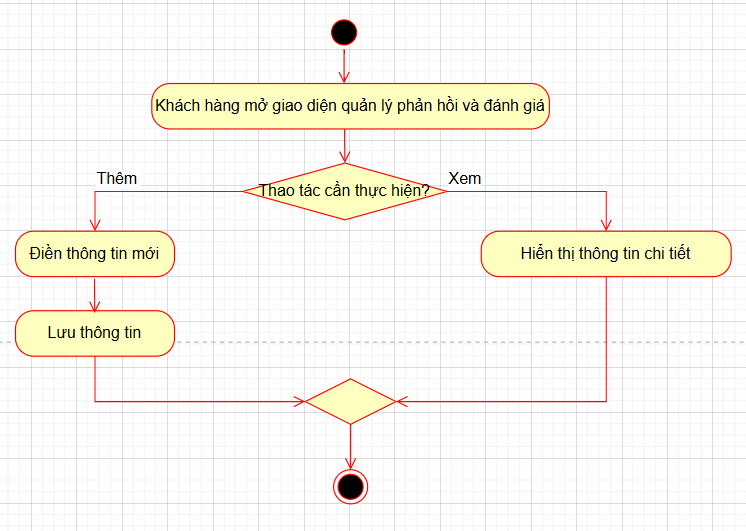 Khách hàng mở giao diện quản lý phản hồi và đánh giá
Thao tác cần thực hiện?
Thêm
Xem
Điền thông tin mới
Hiển thị thông tin chi tiết
Lưu thông tin